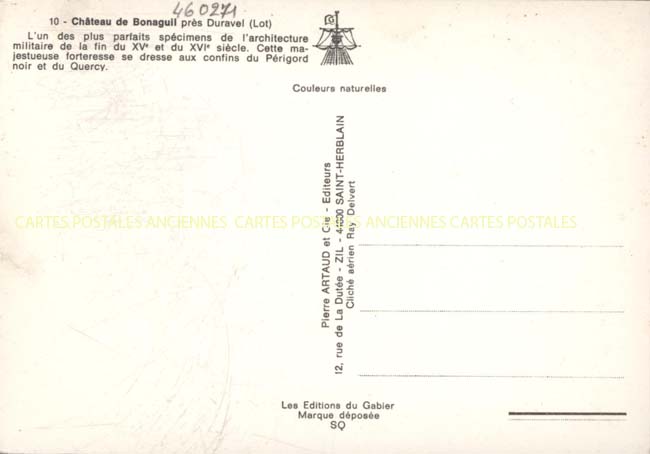 460271
10 - Château de Bonaguil près Duravel (Lot)
L'un des plus parfaits spécimens de l'architecture
militaire de la fin du XVe et du XVIe siècle. Cette ma-
jestueuse forteresse se dresse aux confins du Périgord
noir et du Quercy.
Couleurs naturelles
Pierre ARTAUD et Cie - Editeurs
12, rue de La Dutée - ZIL - 44800 SAINT-HERBLAIN
Cliché aérien Ray Delvert
CARTES POSTALES ANCIENNES CARTES POSTALES ANCIENNES CARTES POSTALES
Les Editions du Gabier
Marque déposée
SQ